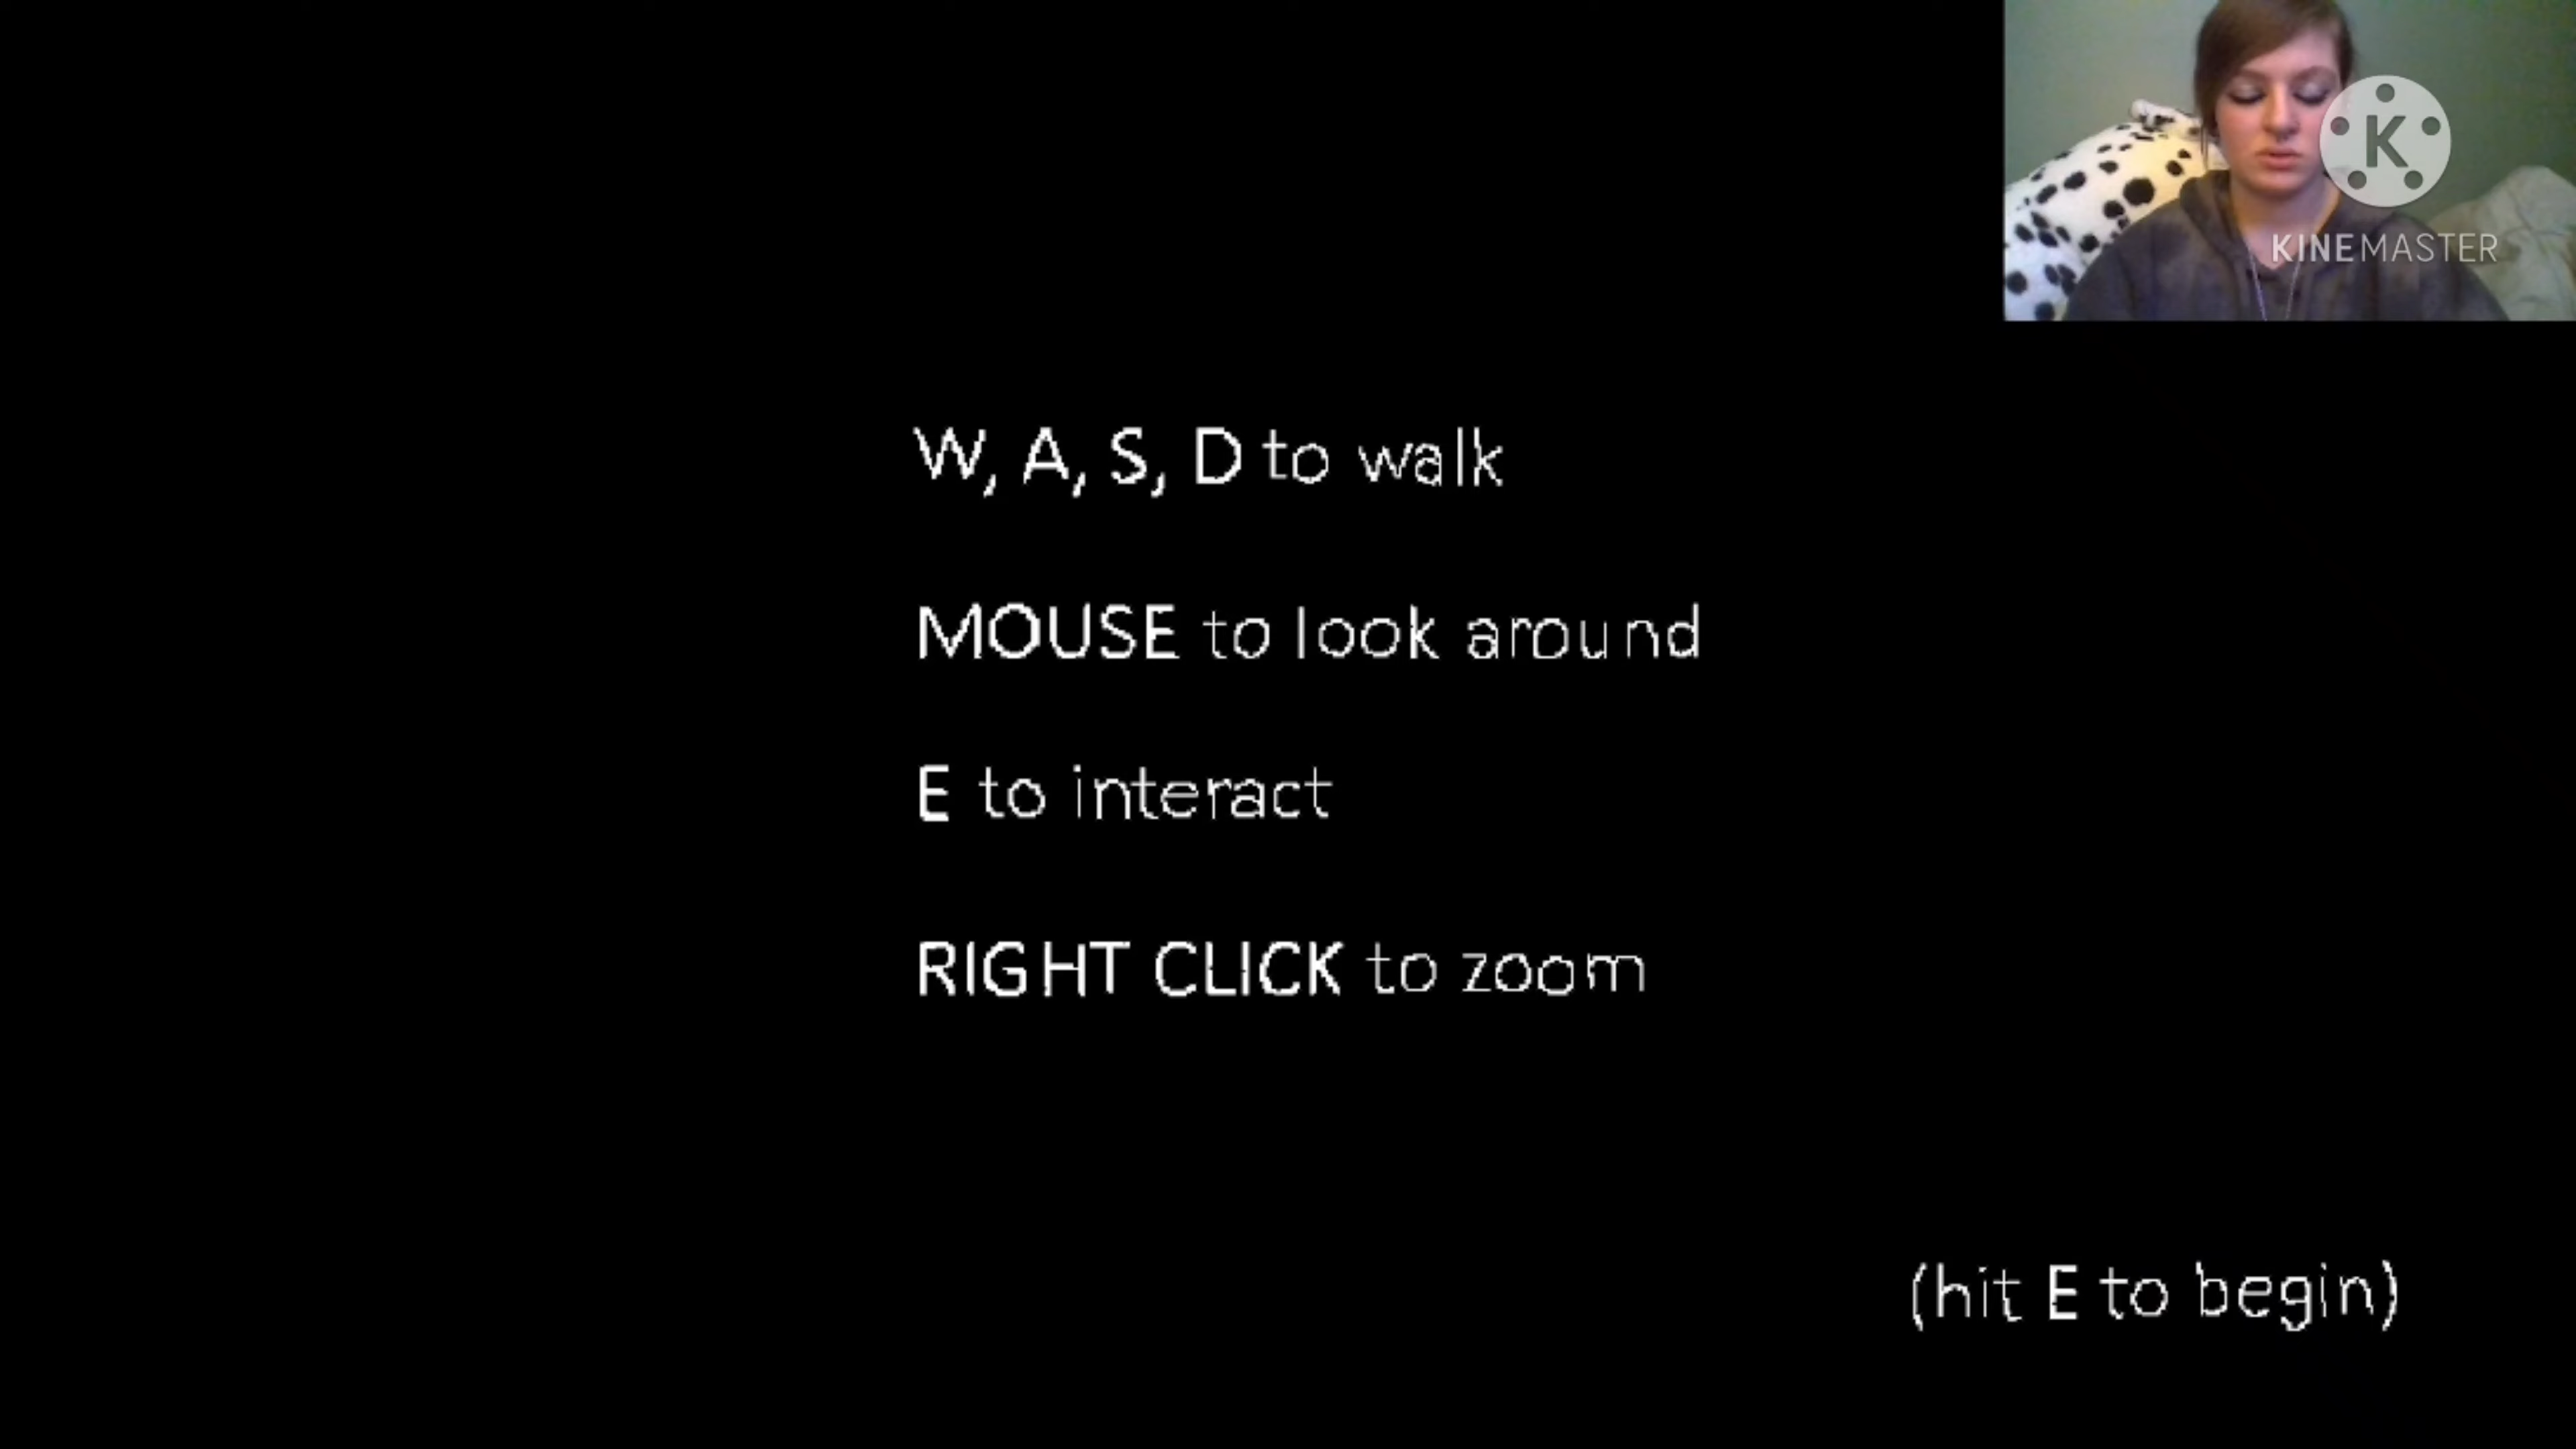 K
KINEMASTER
W, A, S, D to walk
MOUSE to look around
E to interact
RIGHT CLICK to zoom
(hit E to begin)